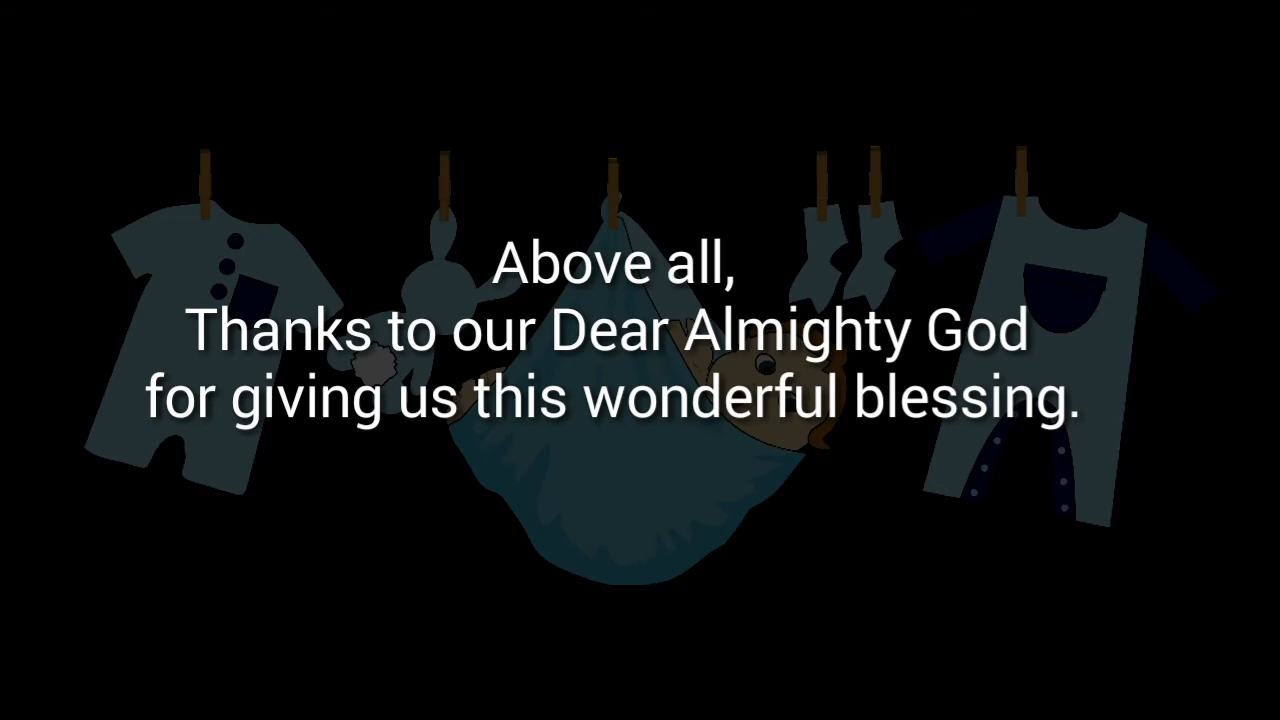 Above all,
Thanks to our Dear Almighty God
for giving us this wonderful blessing.